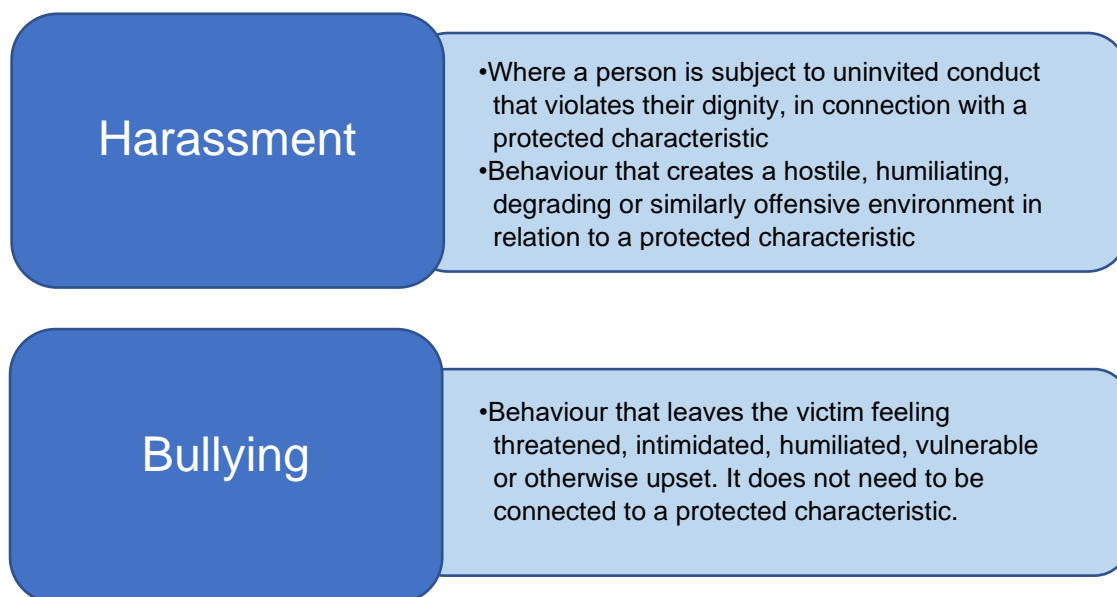 Harassment
•Where a person is subject to uninvited conduct
that violates their dignity, in connection with a
protected characteristic
•Behaviour that creates a hostile, humiliating,
degrading or similarly offensive environment in
relation to a protected characteristic
Bullying
•Behaviour that leaves the victim feeling
threatened, intimidated, humiliated, vulnerable
or otherwise upset. It does not need to be
connected to a protected characteristic.